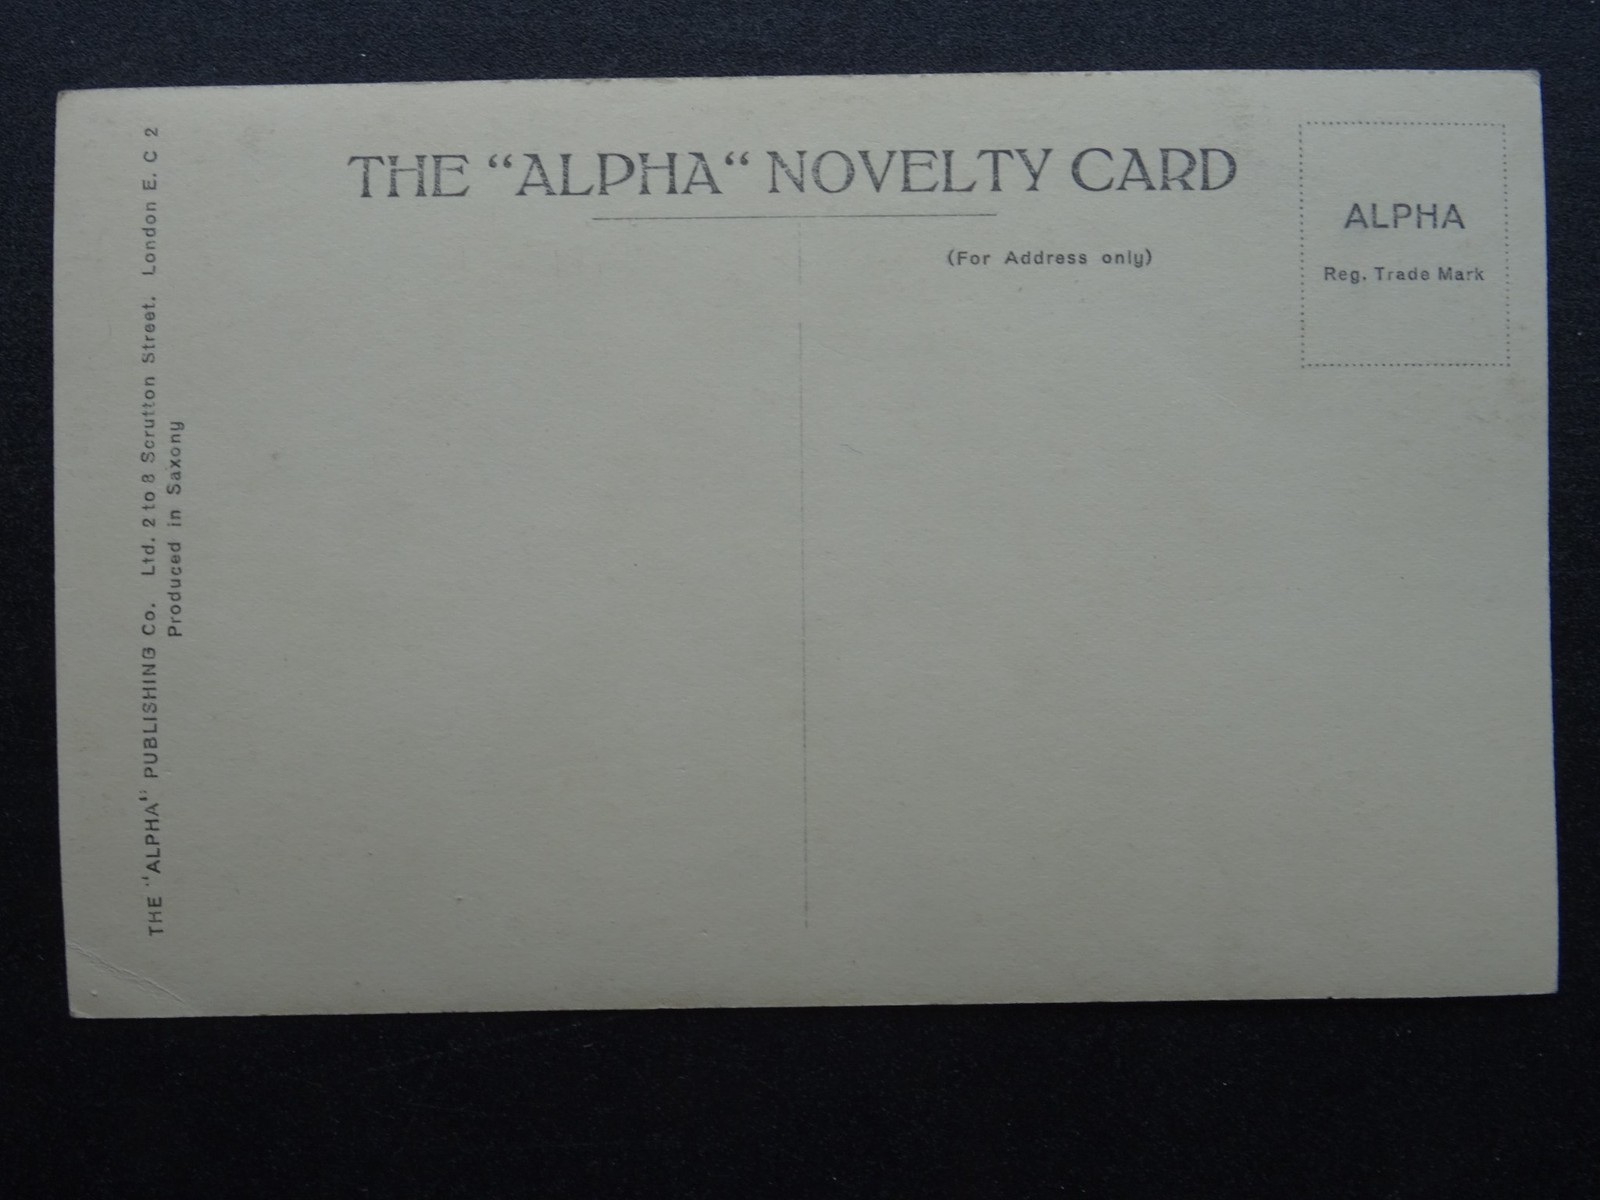 THE “ALPHA“ NOVELTY CARD
(For Address only)
ALPHA
Reg. Trade Mark
THE "ALPHA" PUBLISHING Co. Ltd. 2 to 8 Scrutton Street. London E. C 2
Produced in Saxony